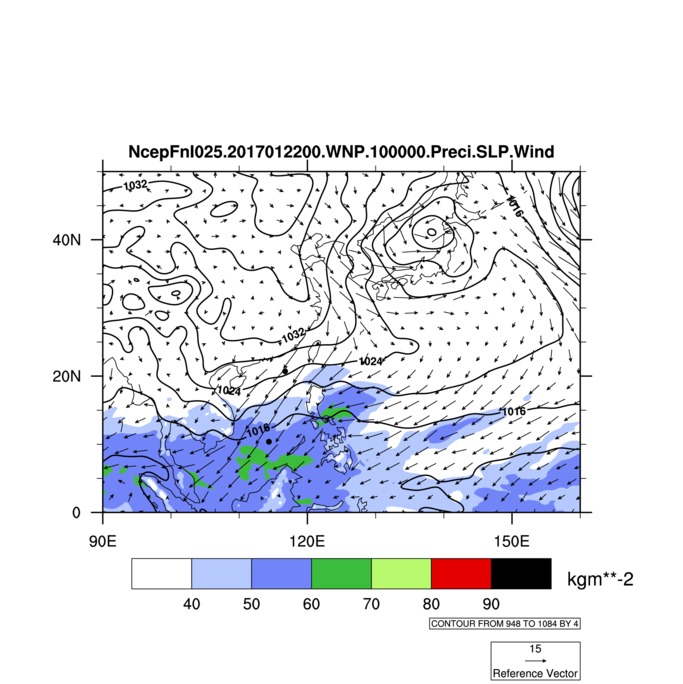 NcepFnl025.2017012200.WNP.100000.Preci.SLP.Wind
1032
1016
40N
1032
1024
20N
1024
1016
1016
0
90E 120E 150E
40 50 60 70 80 90
kgm**-2
CONTOUR FROM 948 TO 1084 BY 4
15
Reference Vector